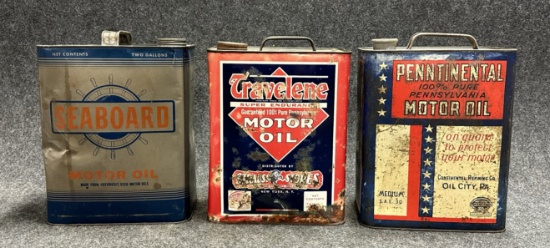 NET CONTENTS TWO GALLONS
SEABOARD
MOTOR OIL
Travelene
SUPER ENDURANCE
Guaranteed 100% Pure Pennsylvania
MOTOR
OIL
DISTRIBUTED BY
NEW YORK, N.Y.
PENNTINENTAL
100% PURE
PENNSYLVANIA
MOTOR OIL
on guard
to protect
your motor
CONTINENTAL REFINING CO.
OIL CITY, PA.
MEDIUM
S.A.E. 30